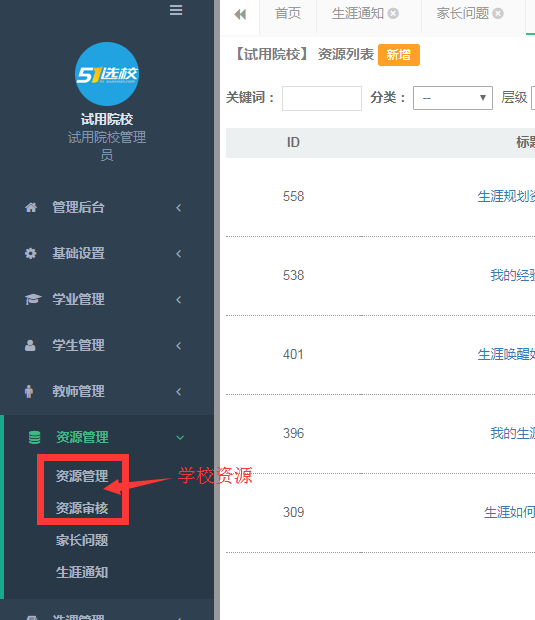 首页
生涯通知
家长问题
51选校
试用院校
试用院校管理
员
管理后台
基础设置
学业管理
学生管理
教师管理
资源管理
资源管理
资源审核
家长问题
生涯通知
选课管理
学校资源
【试用院校】 资源列表 新增
关键词： 分类： -- 层级
ID 标题
558 生涯规划资
538 我的经验
401 生涯唤醒如
396 我的生涯
309 生涯如何